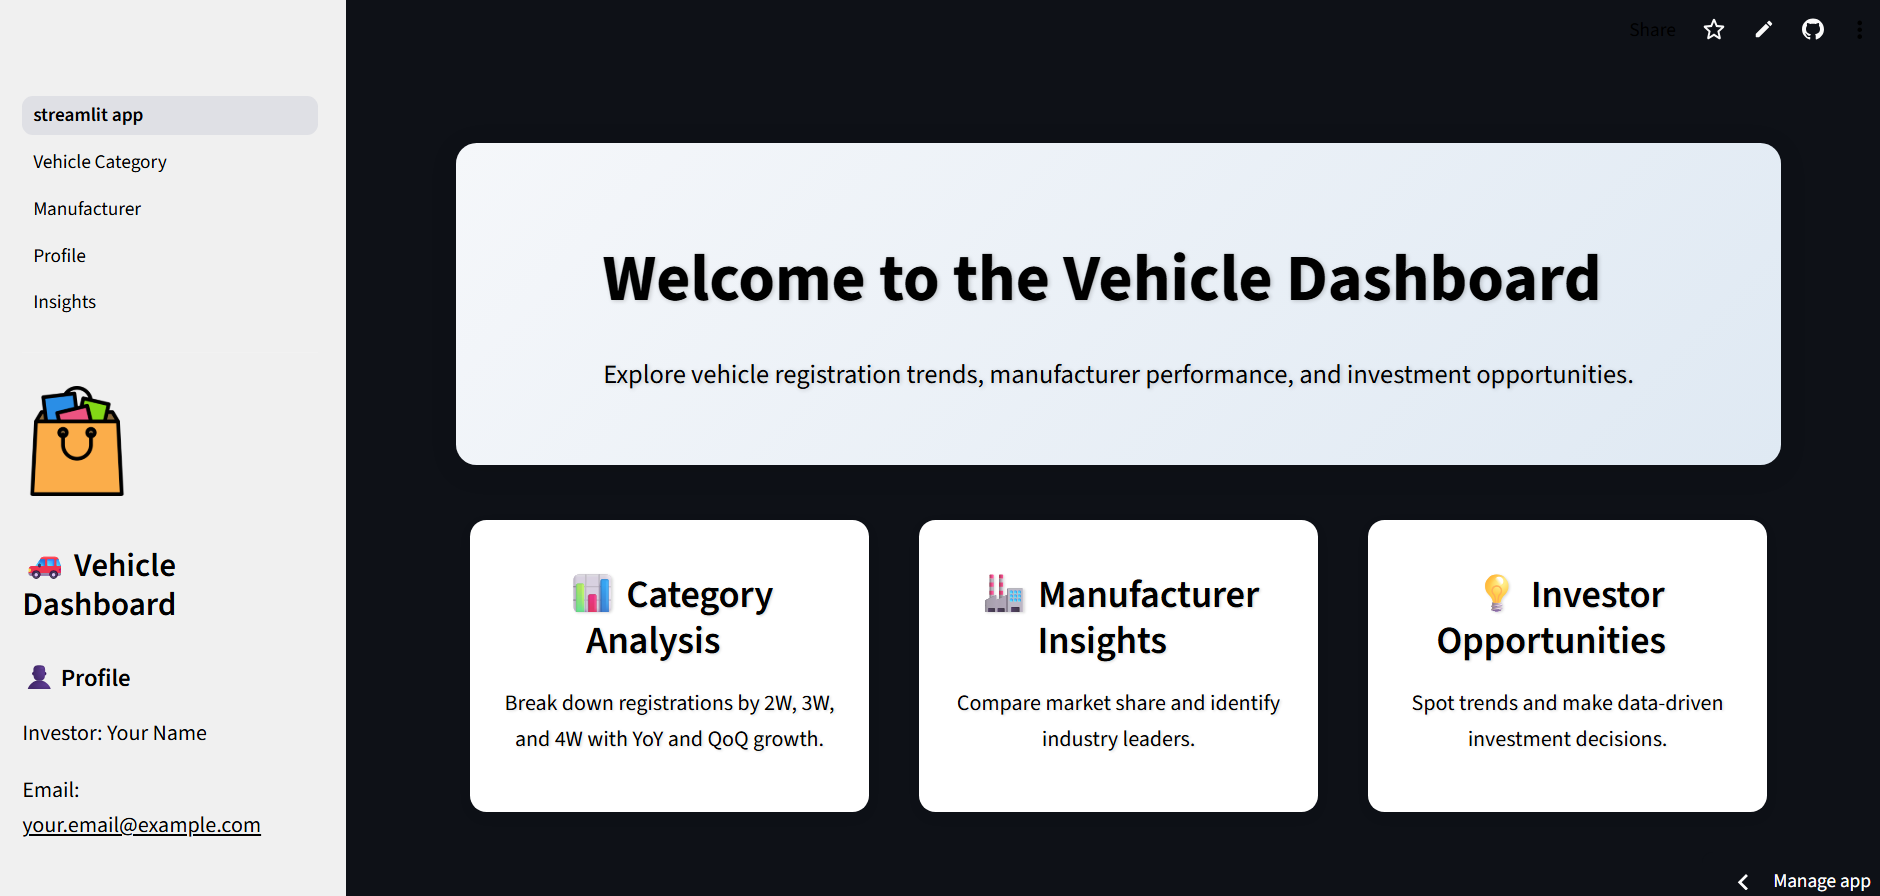 Share
streamlit app
Vehicle Category
Manufacturer
Profile
Insights
Vehicle
Dashboard
Profile
Investor: Your Name
Email:
your.email@example.com
Welcome to the Vehicle Dashboard
Explore vehicle registration trends, manufacturer performance, and investment opportunities.
Category
Analysis
Break down registrations by 2W, 3W,
and 4W with YoY and QoQ growth.
Manufacturer
Insights
Compare market share and identify
industry leaders.
Investor
Opportunities
Spot trends and make data-driven
investment decisions.
Manage app